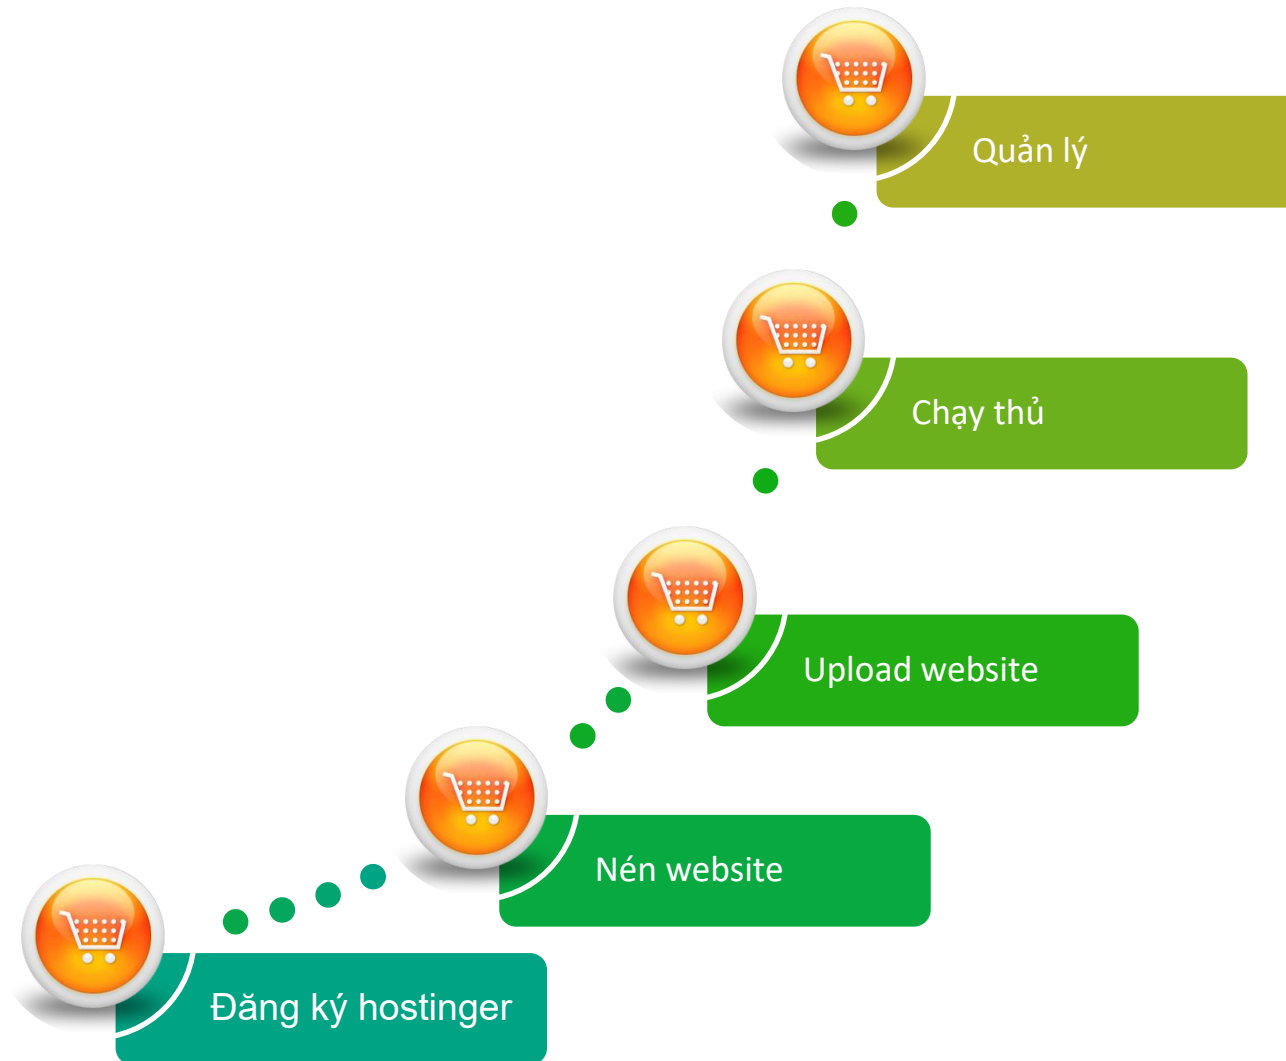 Quản lý
Chạy thủ
Upload website
Nén website
Đăng ký hostinger